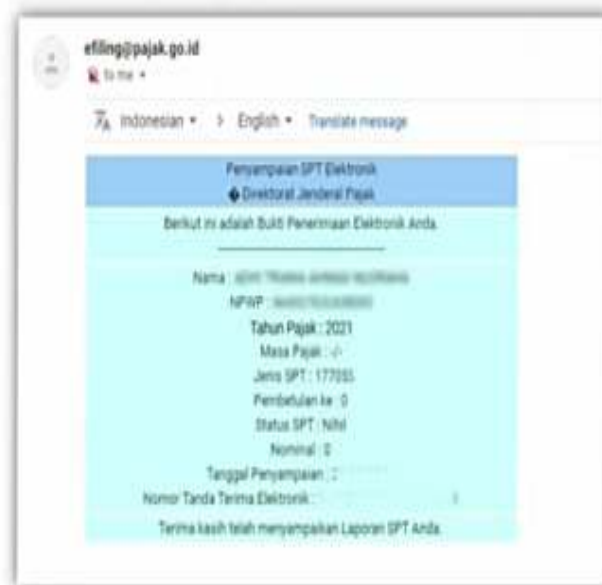 efiling@pajak.go.id
to me
Indonesian > English Translate message
Penyampaian SPT Elektronik
� Direktorat Jenderal Pajak
Berikut ini adalah Bukti Penerimaan Elektronik Anda.
Nama :
NPWP :
Tahun Pajak : 2021
Masa Pajak : -/-
Jenis SPT : 1770SS
Pembetulan ke : 0
Status SPT : Nihil
Nominal : 0
Tanggal Penyampaian :
Nomor Tanda Terima Elektronik :
Terima kasih telah menyampaikan Laporan SPT Anda.